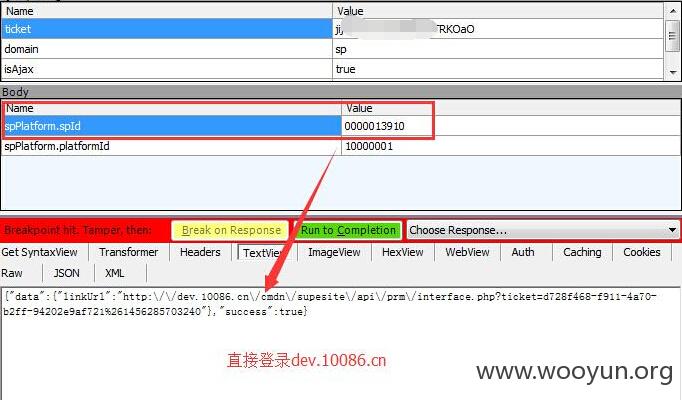 Name Value
ticket jj RKOaO
domain sp
isAjax true
Body
Name Value
spPlatform.spId 0000013910
spPlatform.platformId 10000001
Breakpoint hit. Tamper, then: Break on Response Run to Completion Choose Response...
Get SyntaxView Transformer Headers TextView ImageView HexView WebView Auth Caching Cookies
Raw JSON XML
{"data":{"linkUrl":"http:\/\/dev.10086.cn\/cmdn\/supesite\/api\/prm\/interface.php?ticket=d728f468-f911-4a70-
b2ff-94202e9af721%261456285703240"},"success":true}
直接登录dev.10086.cn
www.wooyun.org